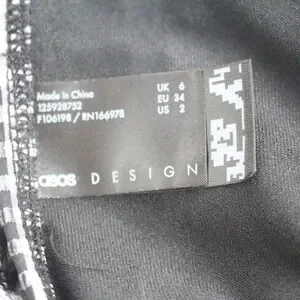 Made in China
125928752
F106198 / RN166978
UK 6
EU 34
US 2
asos DESIGN